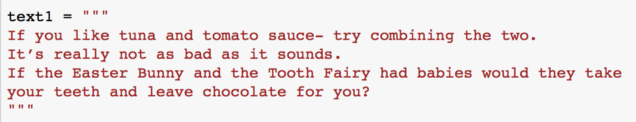 text1 = """
If you like tuna and tomato sauce- try combining the two.
It’s really not as bad as it sounds.
If the Easter Bunny and the Tooth Fairy had babies would they take
your teeth and leave chocolate for you?
"""